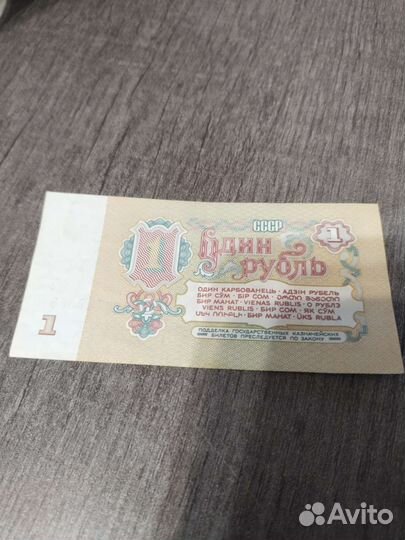 СССР
1
1
Один
рубль
ОДИН КАРБОВАНЕЦЬ · АДЗІН РУБЕЛЬ
БИР СЎМ · БІР СОМ · ᲔᲠᲗᲘ ᲛᲐᲜᲔᲗᲘ
БИР МАНАТ · VIENAS RUBLIS · О РУБЛЭ
VIENS RUBLIS · БИР СОМ · ЯК СӮМ
ՄԵԿ ՌՈՒԲԼԻ · БИР МАНАТ · ÜKS RUBLA
ПОДДЕЛКА ГОСУДАРСТВЕННЫХ КАЗНАЧЕЙСКИХ
БИЛЕТОВ ПРЕСЛЕДУЕТСЯ ПО ЗАКОНУ
1
Avito